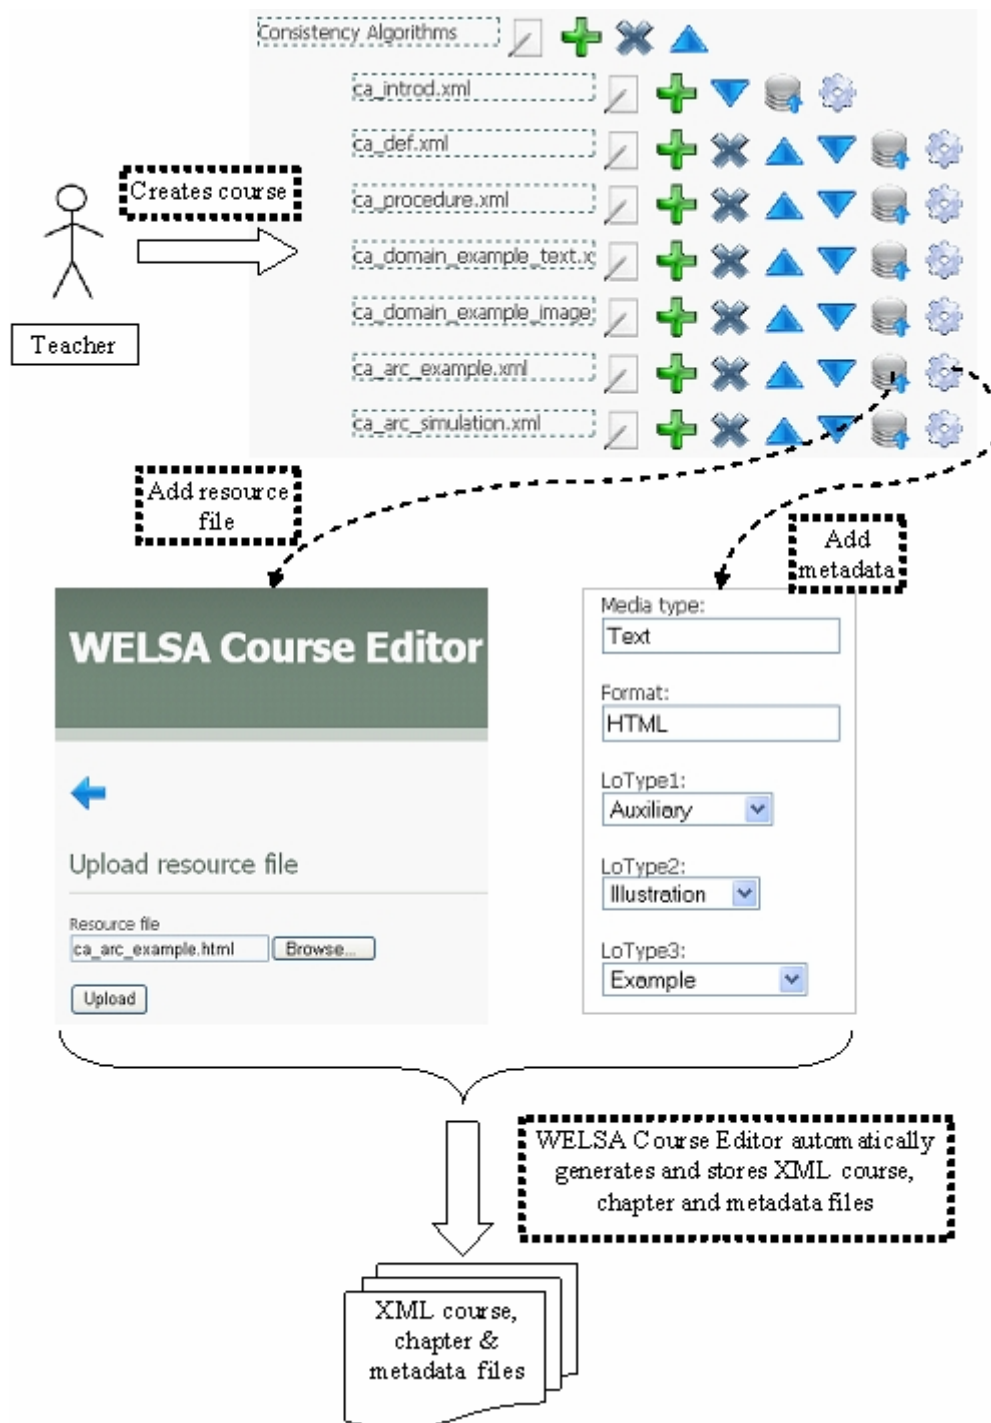 Consistency Algorithms
ca_introd.xml
ca_def.xml
Creates course
ca_procedure.xml
ca_domain_example_text.x
ca_domain_example_image
Teacher
ca_arc_example.xml
ca_arc_simulation.xml
Add resource
file
Add
metadata
WELSA Course Editor
Upload resource file
Resource file
ca_arc_example.html
Browse...
Upload
Media type:
Text
Format:
HTML
LoType1:
Auxiliary
LoType2:
Illustration
LoType3:
Example
WELSA Course Editor automatically
generates and stores XML course,
chapter and metadata files
XML course,
chapter &
metadata files